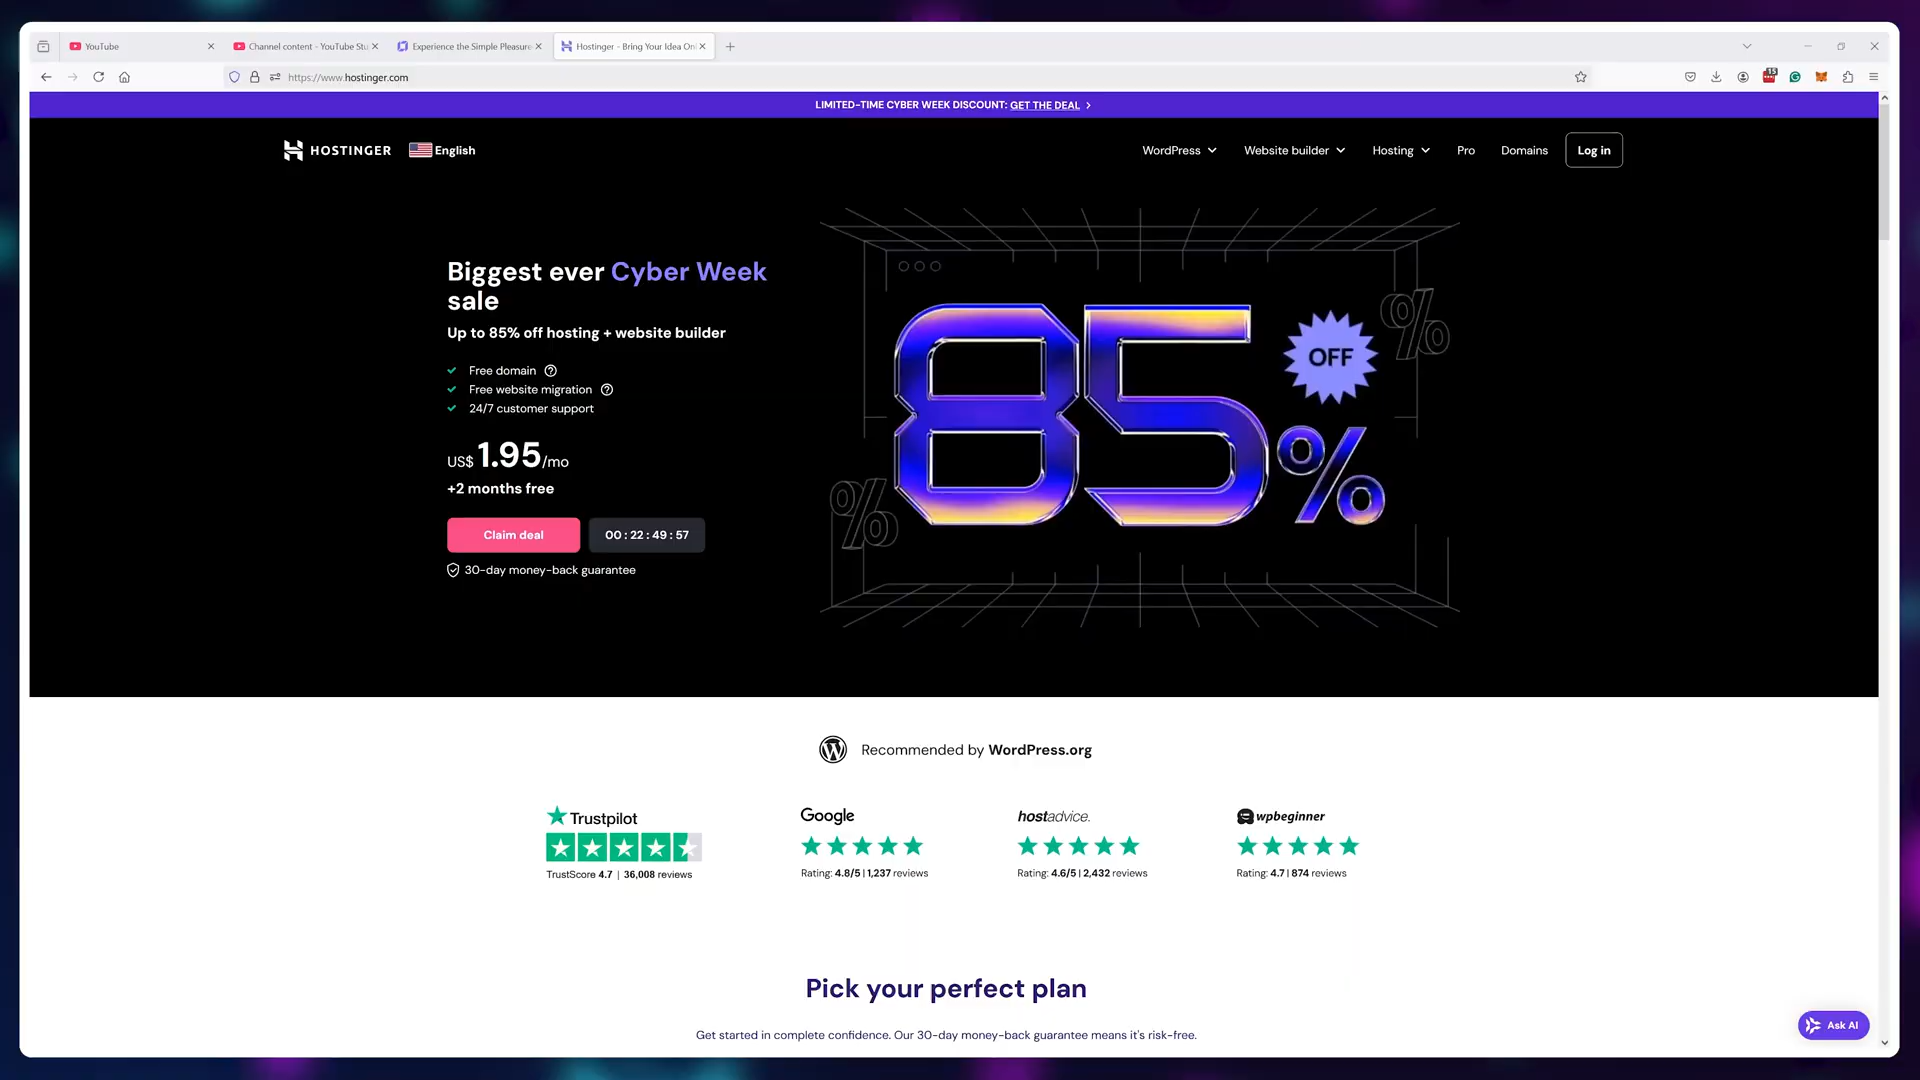 YouTube
Channel content - YouTube Stu
Experience the Simple Pleasure
Hostinger - Bring Your Idea Onl
https://www.hostinger.com
15
LIMITED-TIME CYBER WEEK DISCOUNT: GET THE DEAL
HOSTINGER
English
WordPress
Website builder
Hosting
Pro
Domains
Log in
Biggest ever Cyber Week
sale
Up to 85% off hosting + website builder
Free domain
Free website migration
24/7 customer support
US$ 1.95/mo
+2 months free
Claim deal
00 : 22 : 49 : 57
30-day money-back guarantee
85%
OFF
%
%
Recommended by WordPress.org
Trustpilot
TrustScore 4.7 | 36,008 reviews
Google
Rating: 4.8/5 | 1,237 reviews
hostadvice.
Rating: 4.6/5 | 2,432 reviews
wpbeginner
Rating: 4.7 | 874 reviews
Pick your perfect plan
Get started in complete confidence. Our 30-day money-back guarantee means it's risk-free.
Ask AI